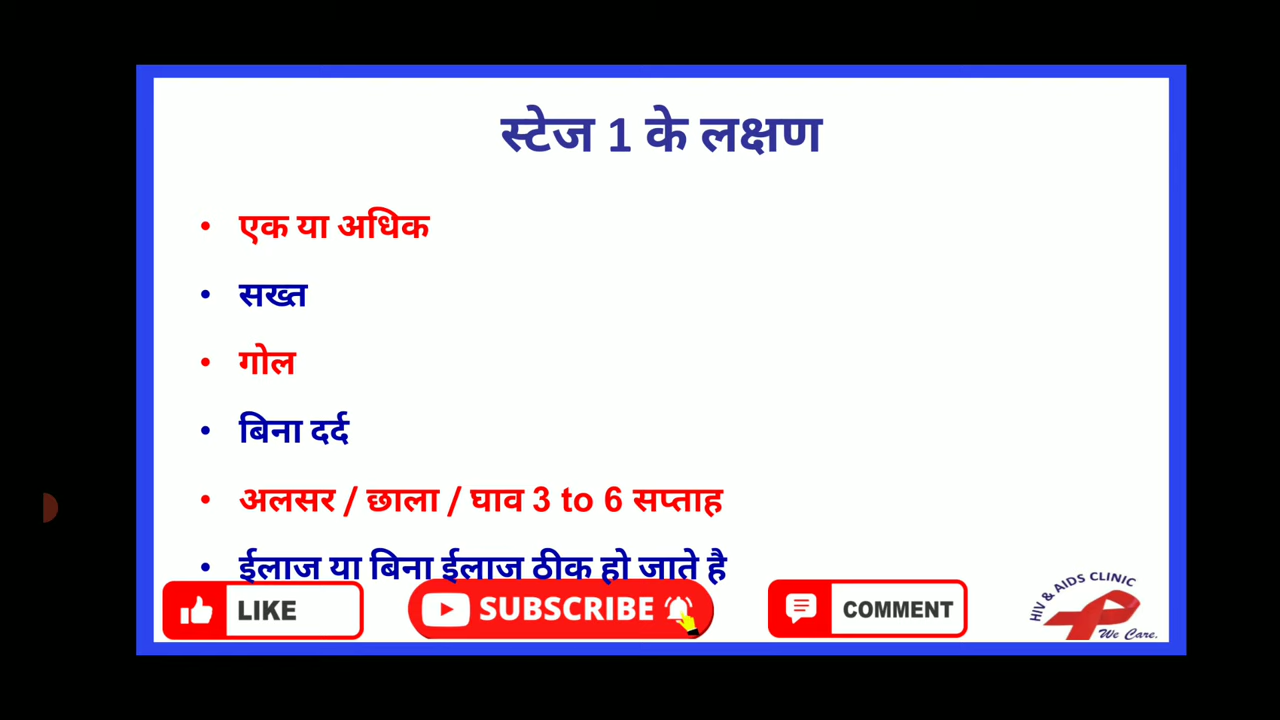 स्टेज 1 के लक्षण
• एक या अधिक
• सख्त
• गोल
• बिना दर्द
• अलसर / छाला / घाव 3 to 6 सप्ताह
• ईलाज या बिना ईलाज ठीक हो जाते है
LIKE
SUBSCRIBE
COMMENT
HIV & AIDS CLINIC
We Care.